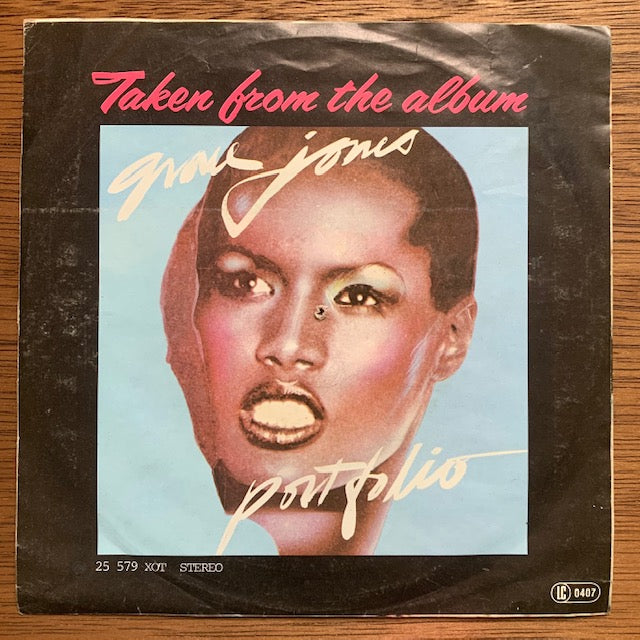 Taken from the album
grace jones
portfolio
25 579 XOT STEREO
LC 0407